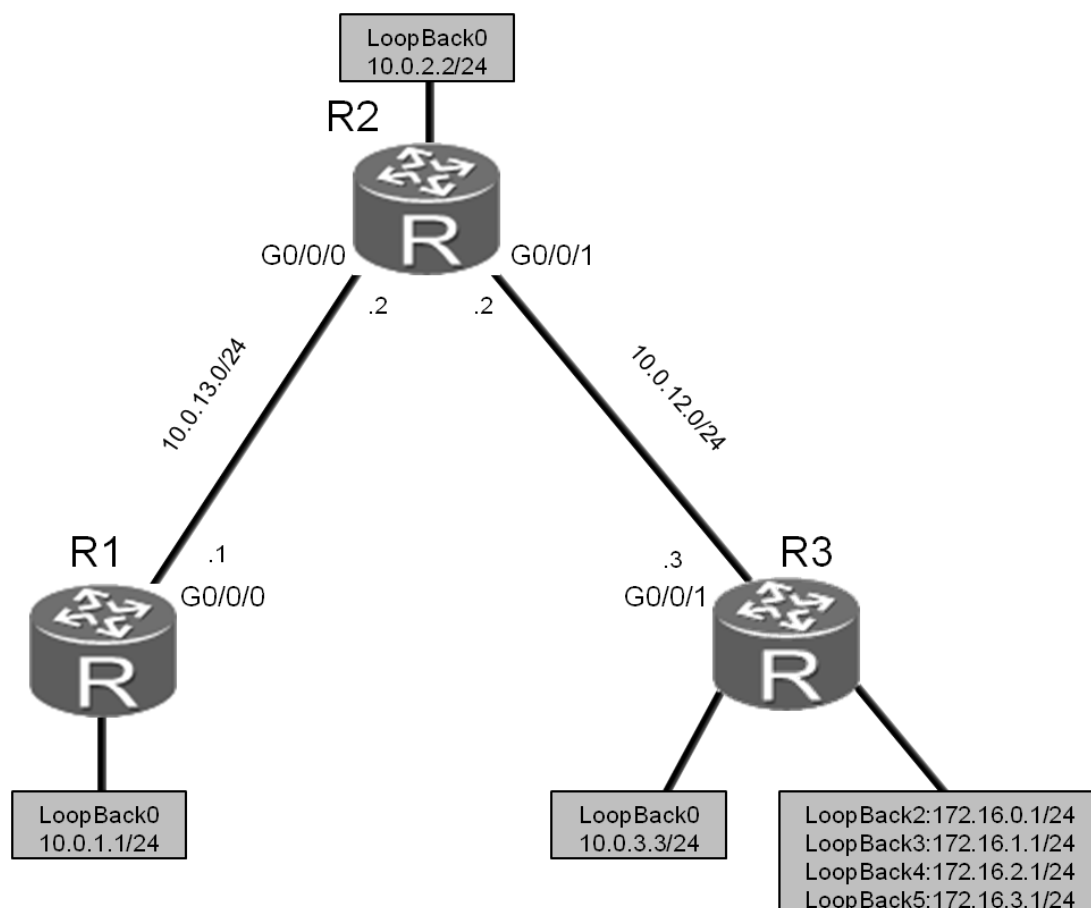 LoopBack0
10.0.2.2/24
R2
R
G0/0/0
G0/0/1
.2
.2
10.0.13.0/24
10.0.12.0/24
R1
.1
G0/0/0
R
R3
.3
G0/0/1
R
LoopBack0
10.0.1.1/24
LoopBack0
10.0.3.3/24
LoopBack2:172.16.0.1/24
LoopBack3:172.16.1.1/24
LoopBack4:172.16.2.1/24
LoopBack5:172.16.3.1/24